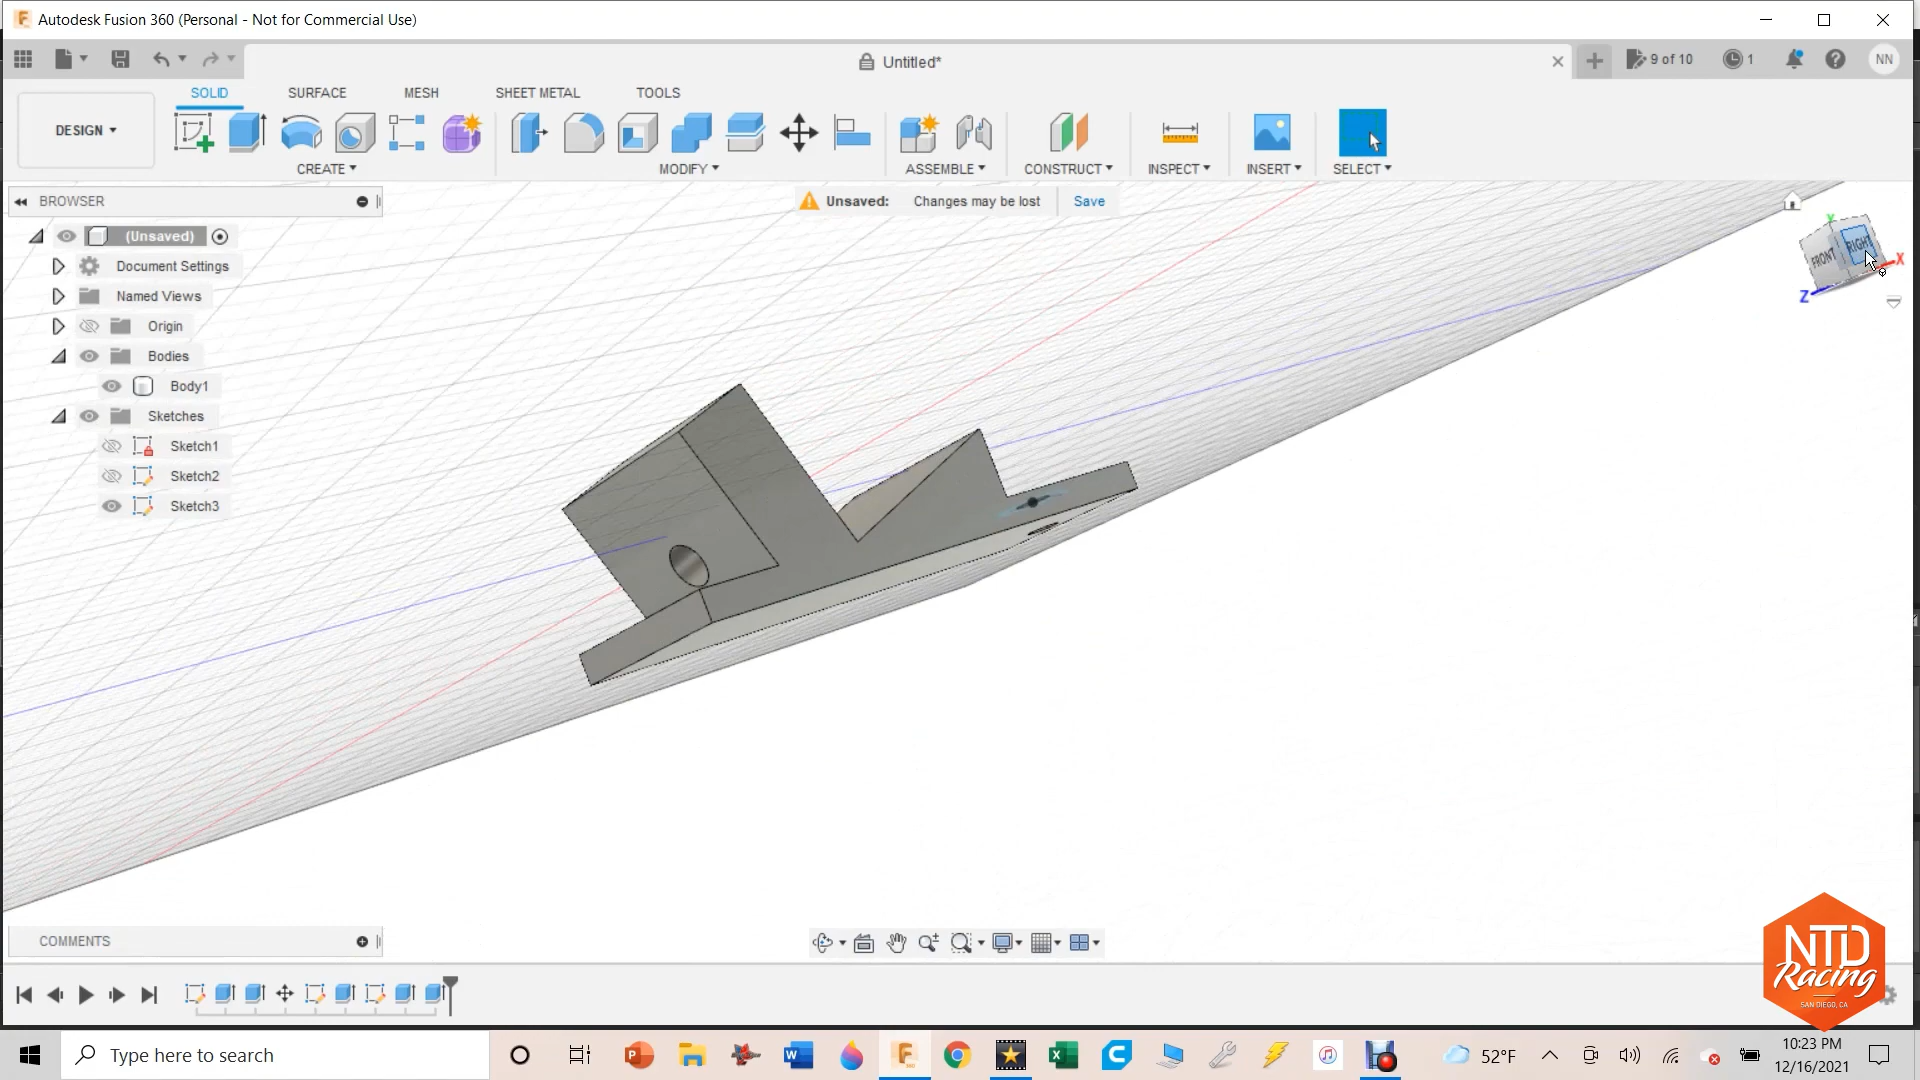 Autodesk Fusion 360 (Personal - Not for Commercial Use)
Untitled*
9 of 10
1
NN
DESIGN
SOLID
SURFACE
MESH
SHEET METAL
TOOLS
CREATE
MODIFY
ASSEMBLE
CONSTRUCT
INSPECT
INSERT
SELECT
BROWSER
Unsaved: Changes may be lost Save
(Unsaved)
Document Settings
Named Views
Origin
Bodies
Body1
Sketches
Sketch1
Sketch2
Sketch3
Y
FRONT
RIGHT
X
Z
COMMENTS
NTD
Racing
SAN DIEGO, CA
Type here to search
52°F
10:23 PM
12/16/2021